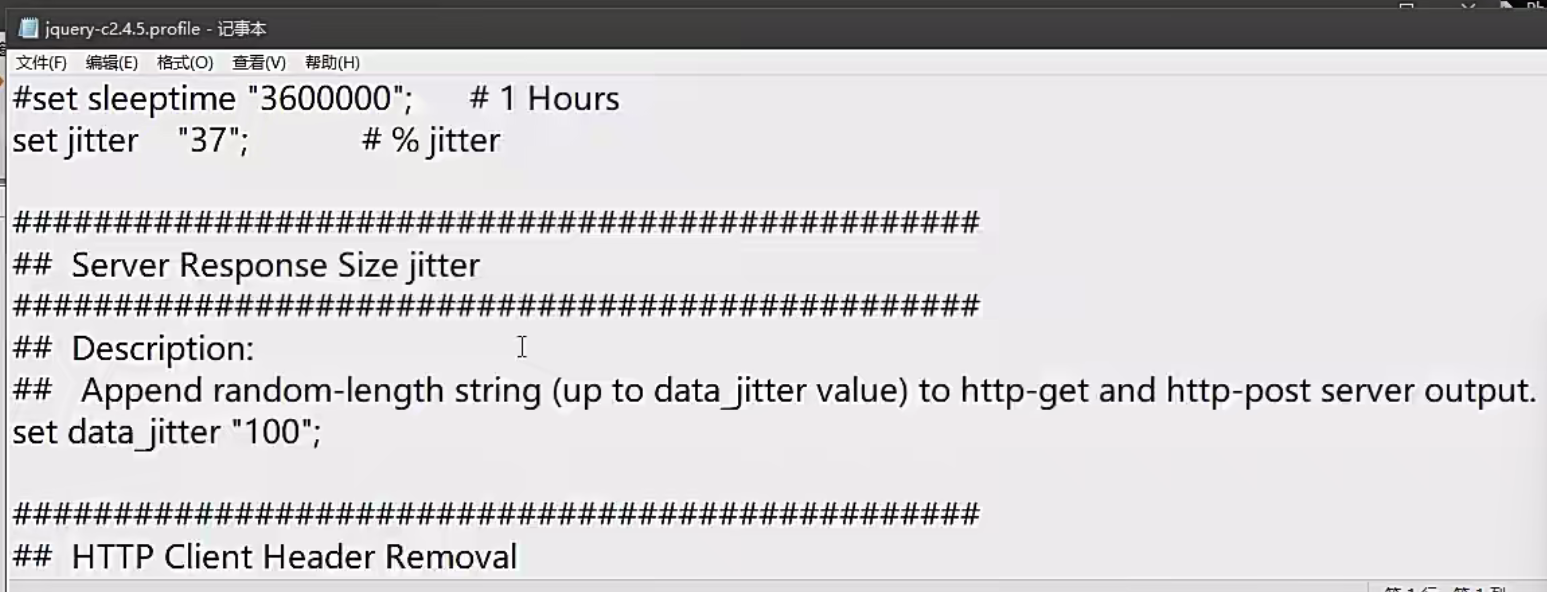 jquery-c2.4.5.profile - 记事本
文件(F) 编辑(E) 格式(O) 查看(V) 帮助(H)
#set sleeptime "3600000"; # 1 Hours
set jitter "37"; # % jitter
################################################
## Server Response Size jitter
################################################
## Description:
## Append random-length string (up to data_jitter value) to http-get and http-post server output.
set data_jitter "100";
################################################
## HTTP Client Header Removal